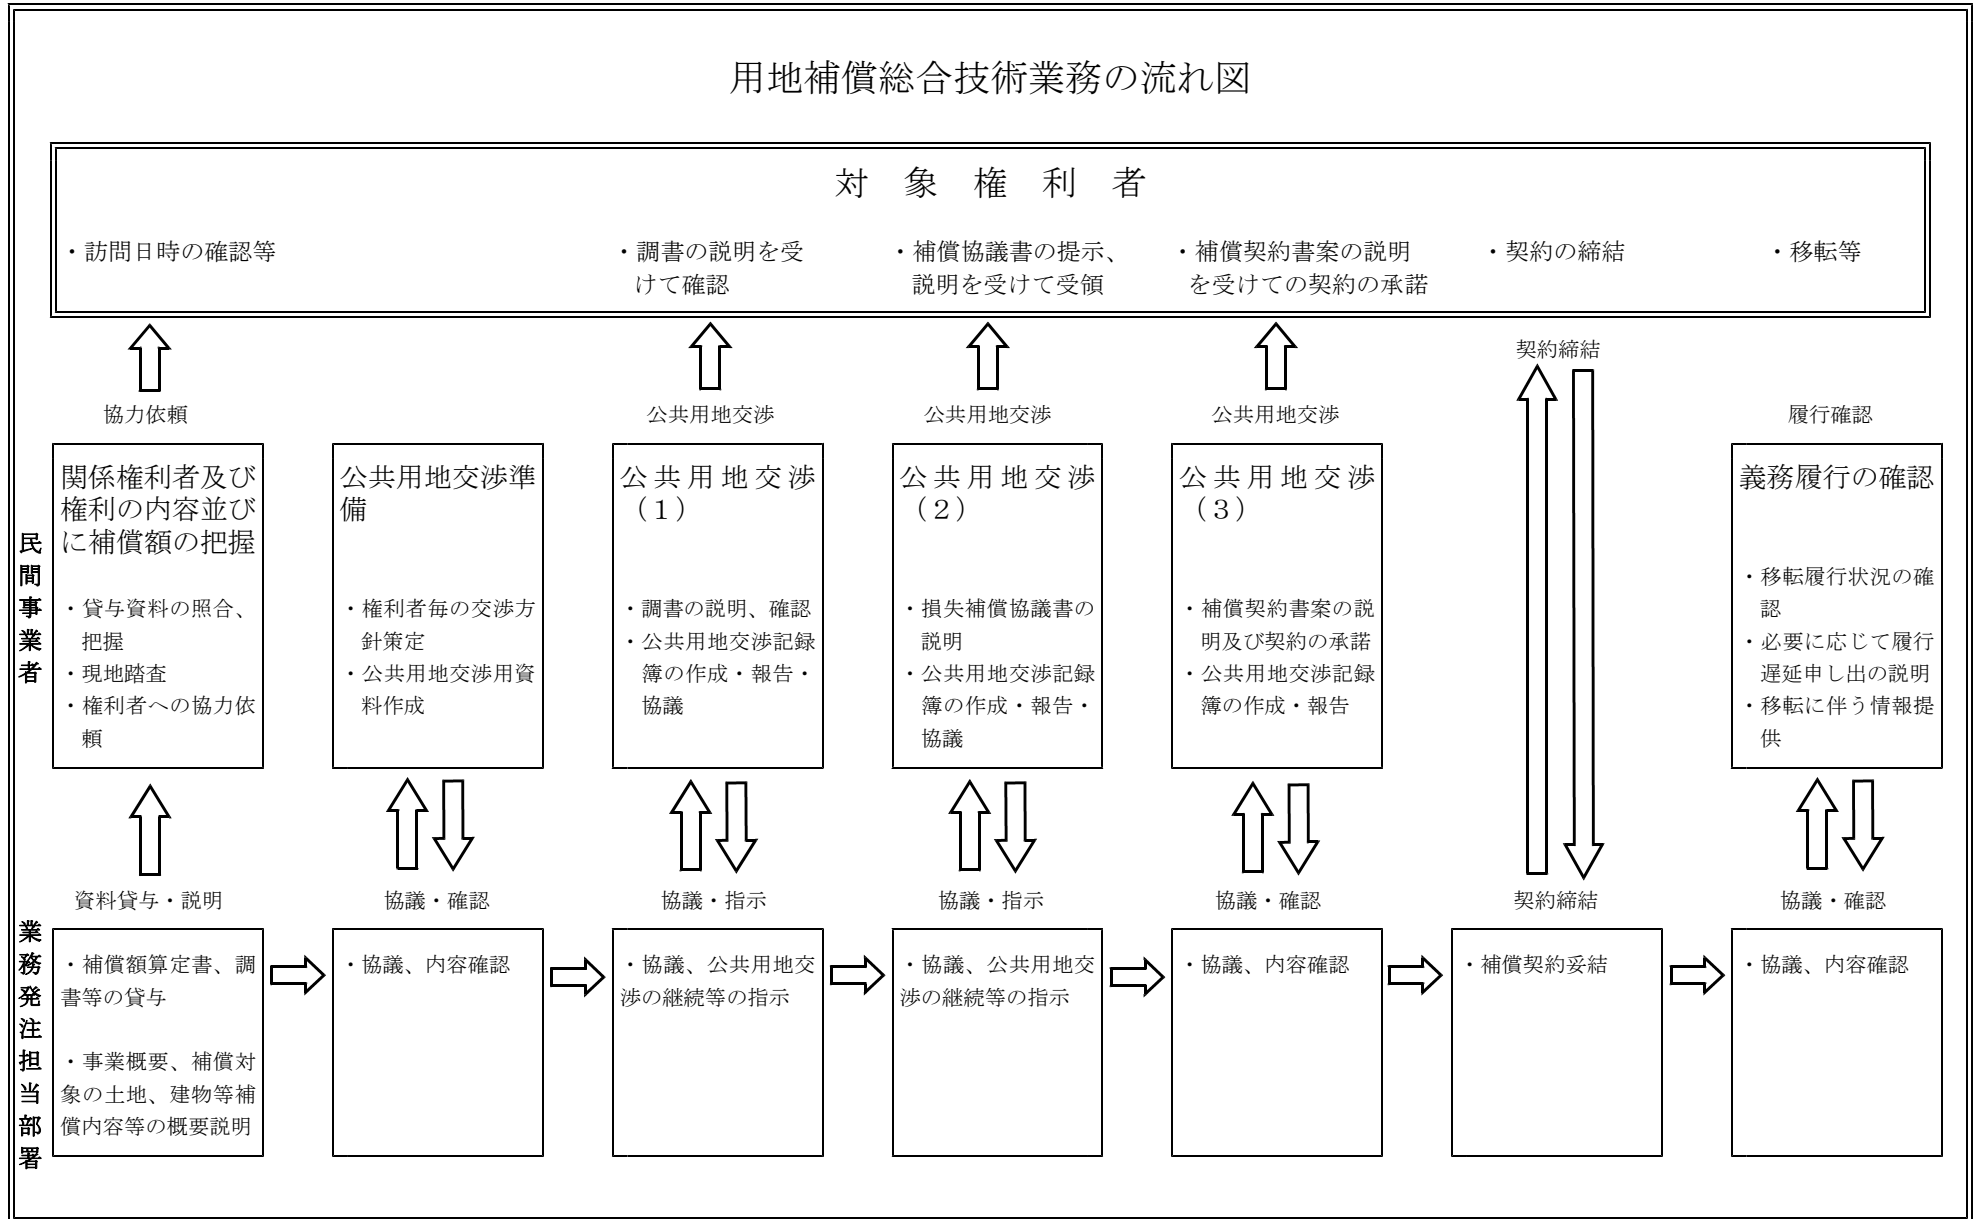 用地補償総合技術業務の流れ図
対象権利者
・訪問日時の確認等
・調書の説明を受
けて確認
・補償協議書の提示、
説明を受けて受領
・補償契約書案の説明
を受けての契約の承諾
・契約の締結
・移転等
協力依頼
公共用地交渉
公共用地交渉
公共用地交渉
契約締結
履行確認
民間事業者
関係権利者及び
権利の内容並び
に補償額の把握
・貸与資料の照合、
把握
・現地踏査
・権利者への協力依
頼
公共用地交渉準
備
・権利者毎の交渉方
針策定
・公共用地交渉用資
料作成
公共用地交渉
（１）
・調書の説明、確認
・公共用地交渉記録
簿の作成・報告・
協議
公共用地交渉
（２）
・損失補償協議書の
説明
・公共用地交渉記録
簿の作成・報告・
協議
公共用地交渉
（３）
・補償契約書案の説
明及び契約の承諾
・公共用地交渉記録
簿の作成・報告
義務履行の確認
・移転履行状況の確
認
・必要に応じて履行
遅延申し出の説明
・移転に伴う情報提
供
資料貸与・説明
協議・確認
協議・指示
協議・指示
協議・確認
契約締結
協議・確認
業務発注担当部署
・補償額算定書、調
書等の貸与
・事業概要、補償対
象の土地、建物等補
償内容等の概要説明
・協議、内容確認
・協議、公共用地交
渉の継続等の指示
・協議、公共用地交
渉の継続等の指示
・協議、内容確認
・補償契約妥結
・協議、内容確認